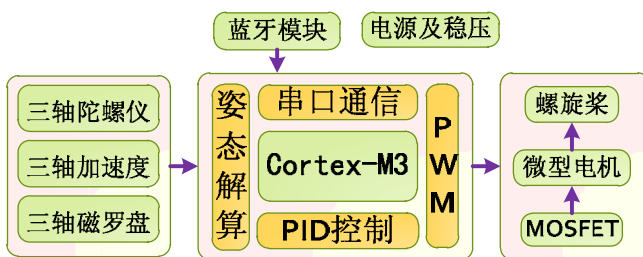 蓝牙模块
电源及稳压
三轴陀螺仪
三轴加速度
三轴磁罗盘
姿态解算
串口通信
Cortex-M3
PID控制
PWM
螺旋桨
微型电机
MOSFET